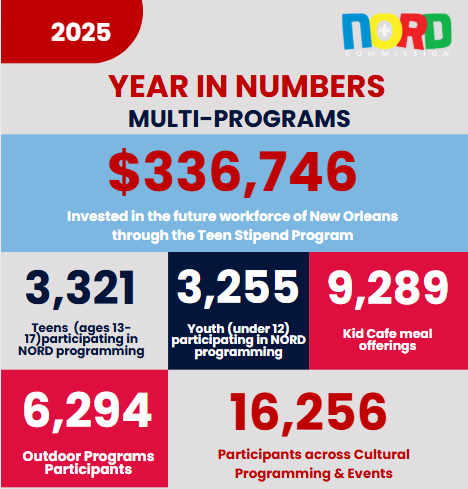 2025
NORD
COMMISSION
YEAR IN NUMBERS
MULTI-PROGRAMS
$336,746
Invested in the future workforce of New Orleans
through the Teen Stipend Program
3,321
Teens (ages 13-
17)participating in
NORD programming
3,255
Youth (under 12)
participating in NORD
programming
9,289
Kid Cafe meal
offerings
6,294
Outdoor Programs
Participants
16,256
Participants across Cultural
Programming & Events